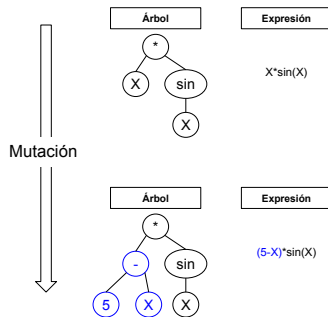 Árbol
Expresión
*
X
sin
X
X*sin(X)
Mutación
Árbol
Expresión
*
-
sin
5
X
X
(5-X)*sin(X)